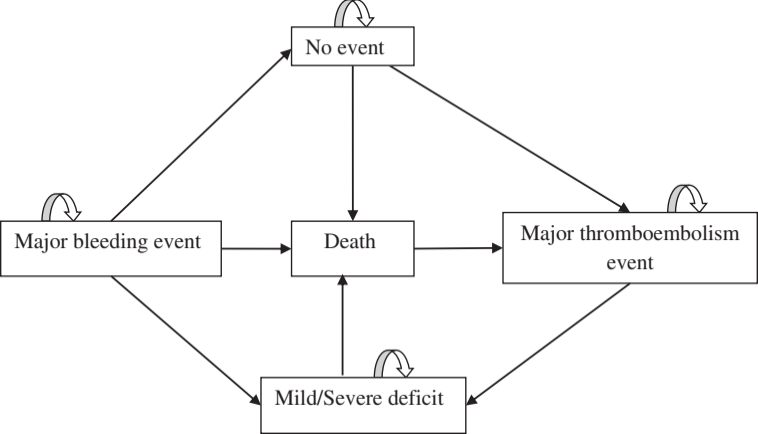 No event
Major bleeding event
Death
Major thromboembolism
event
Mild/Severe deficit